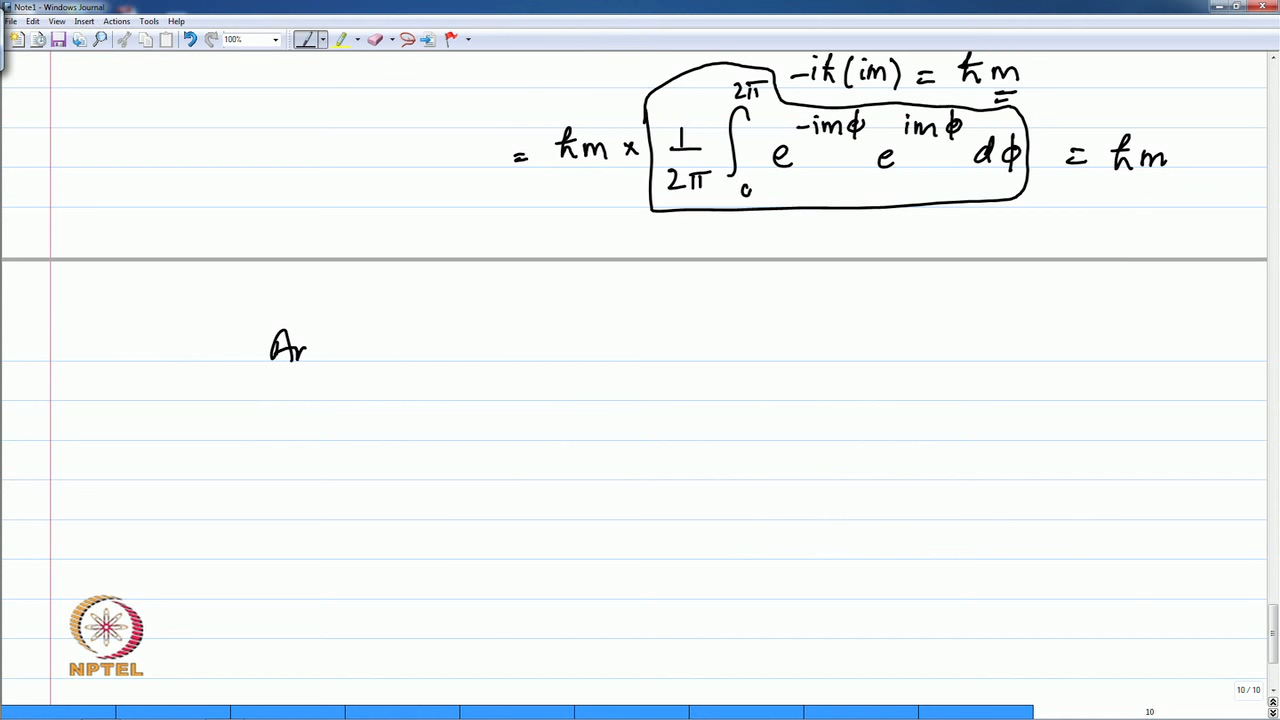 Note1 - Windows Journal
File Edit View Insert Actions Tools Help
100%
-iħ(im) = ħm
= ħm × 1/2π ∫₀^2π e^-imϕ e^imϕ dϕ = ħm
Ar
NPTEL
10 / 10
10